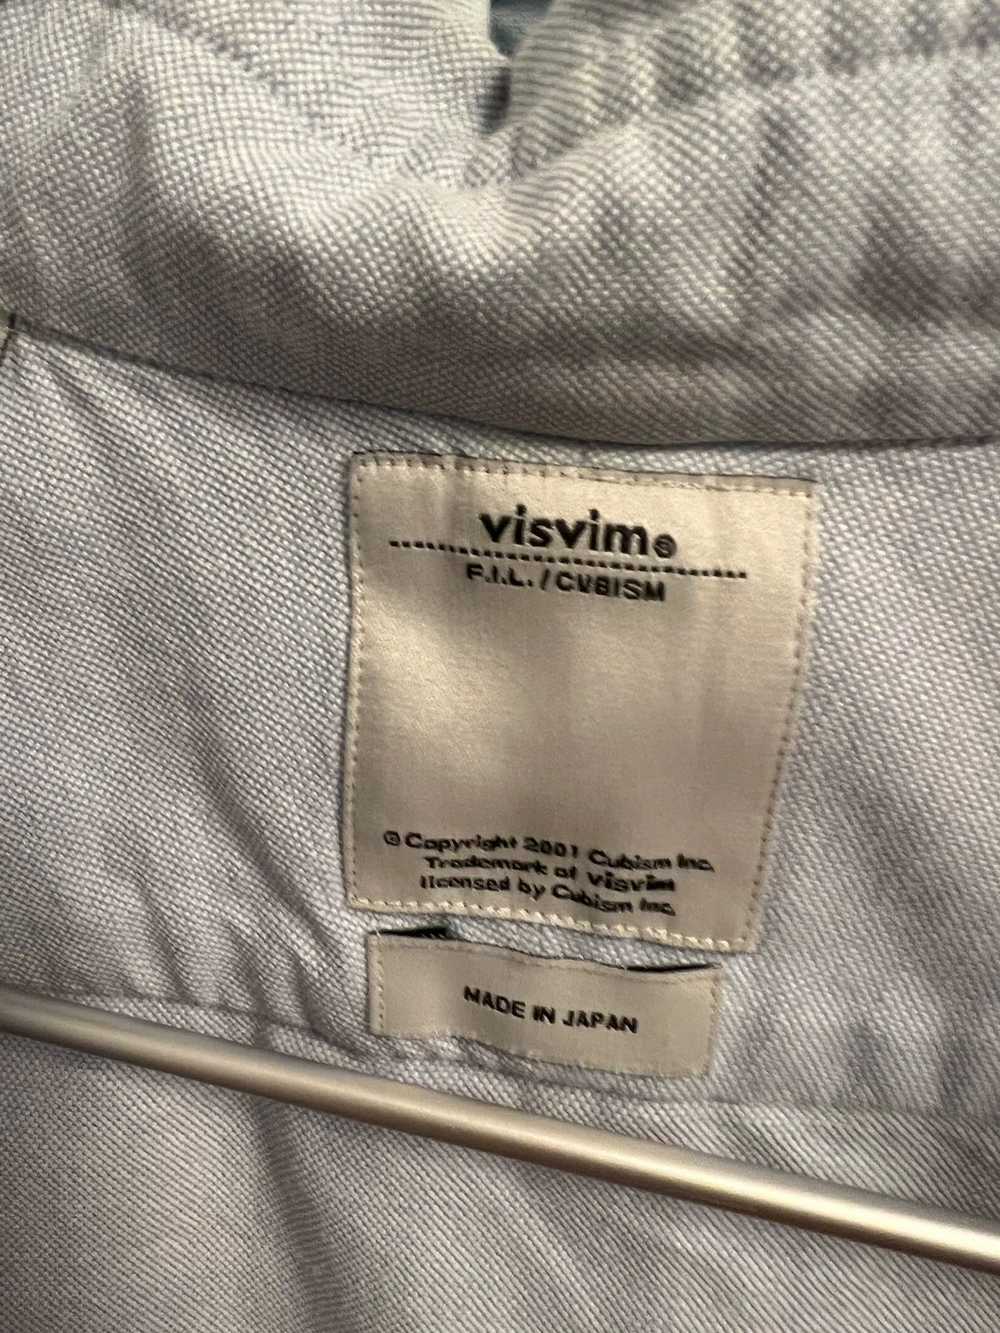 visvim®
F.I.L. / CVBISM
© Copyright 2001 Cubism Inc.
Trademark of visvim
licensed by Cubism Inc.
MADE IN JAPAN